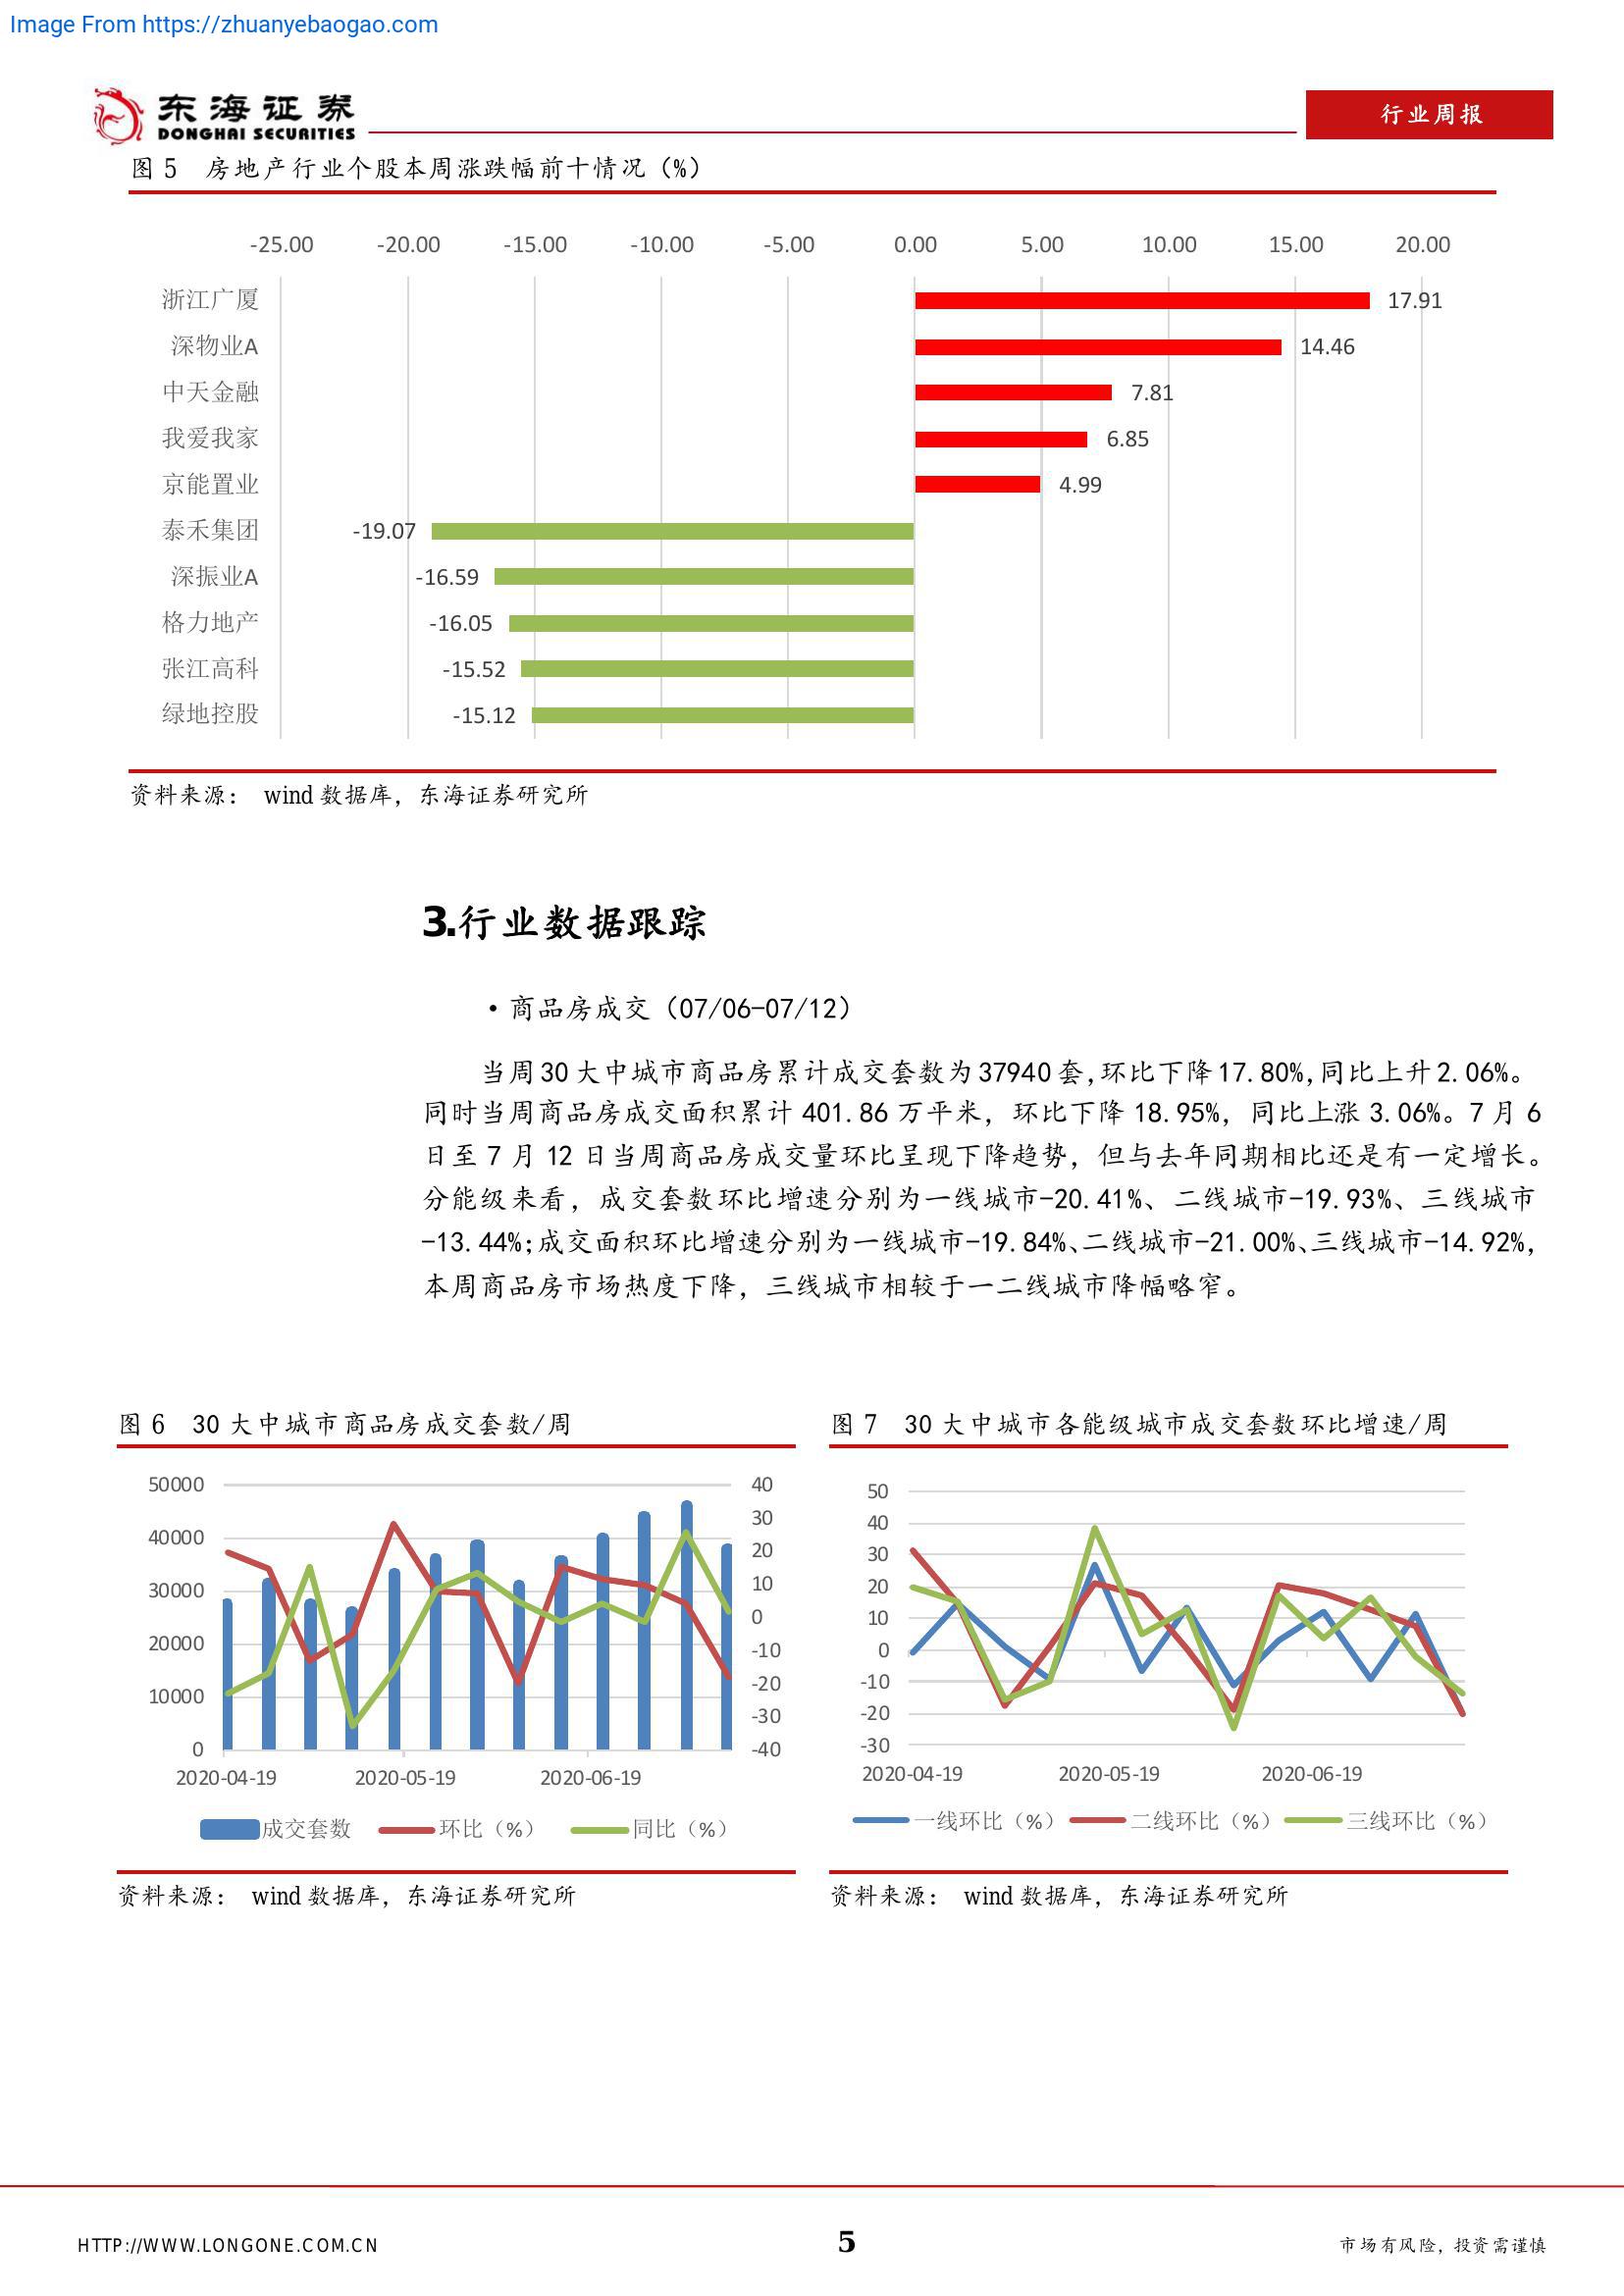 Image From https://zhuanyebaogao.com
东海证券
DONGHAI SECURITIES
行业周报
图 5 房地产行业个股本周涨跌幅前十情况（%）
-25.00 -20.00 -15.00 -10.00 -5.00 0.00 5.00 10.00 15.00 20.00
浙江广厦 17.91
深物业A 14.46
中天金融 7.81
我爱我家 6.85
京能置业 4.99
泰禾集团 -19.07
深振业A -16.59
格力地产 -16.05
张江高科 -15.52
绿地控股 -15.12
资料来源： wind 数据库，东海证券研究所
3.行业数据跟踪
·商品房成交（07/06-07/12）
当周 30 大中城市商品房累计成交套数为 37940 套，环比下降 17.80%，同比上升 2.06%。
同时当周商品房成交面积累计 401.86 万平米，环比下降 18.95%，同比上涨 3.06%。7 月 6
日至 7 月 12 日当周商品房成交量环比呈现下降趋势，但与去年同期相比还是有一定增长。
分能级来看，成交套数环比增速分别为一线城市-20.41%、二线城市-19.93%、三线城市
-13.44%；成交面积环比增速分别为一线城市-19.84%、二线城市-21.00%、三线城市-14.92%，
本周商品房市场热度下降，三线城市相较于一二线城市降幅略窄。
图 6 30 大中城市商品房成交套数/周
50000 40
30
40000 20
30000 10
0
20000 -10
10000 -20
-30
0 -40
2020-04-19 2020-05-19 2020-06-19
成交套数 环比（%） 同比（%）
资料来源： wind 数据库，东海证券研究所
图 7 30 大中城市各能级城市成交套数环比增速/周
50
40
30
20
10
0
-10
-20
-30
2020-04-19 2020-05-19 2020-06-19
一线环比（%） 二线环比（%） 三线环比（%）
资料来源： wind 数据库，东海证券研究所
HTTP://WWW.LONGONE.COM.CN 5 市场有风险，投资需谨慎